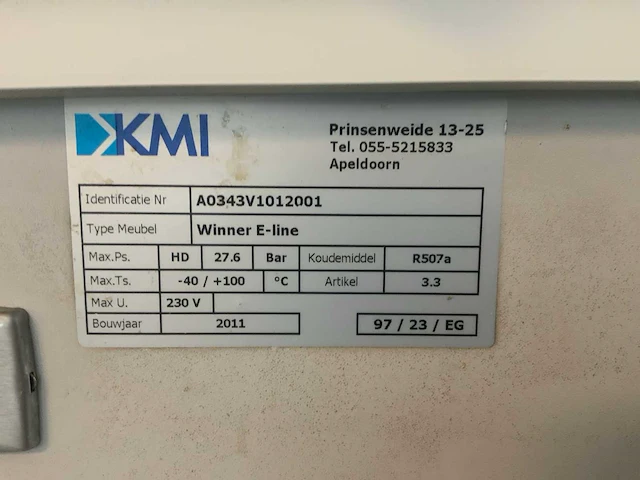 KMI
Prinsenweide 13-25
Tel. 055-5215833
Apeldoorn
Identificatie Nr A0343V1012001
Type Meubel Winner E-line
Max.Ps. HD 27.6 Bar Koudemiddel R507a
Max.Ts. -40 / +100 °C Artikel 3.3
Max U. 230 V
Bouwjaar 2011 97 / 23 / EG